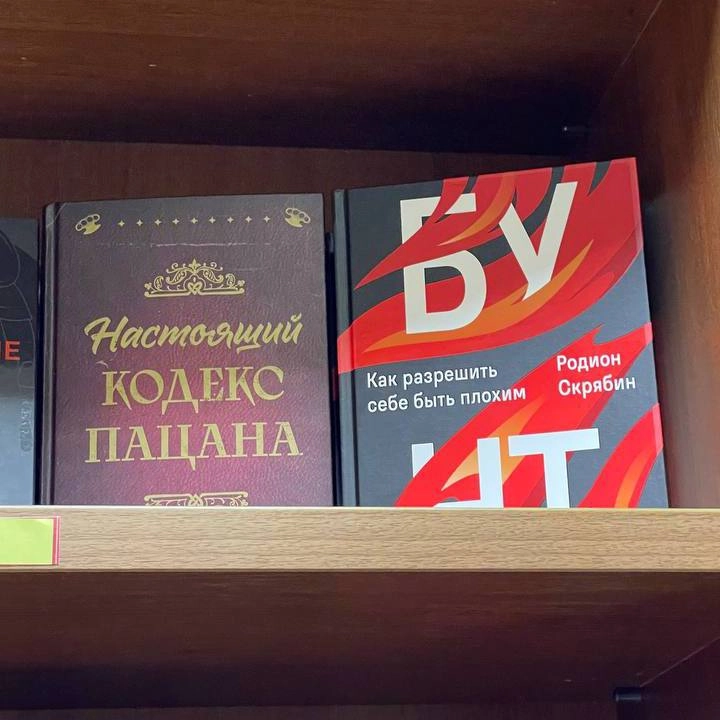 Настоящий
КОДЕКС
ПАЦАНА
БУ
Как разрешить
себе быть плохим
Родион
Скрябин
НТ